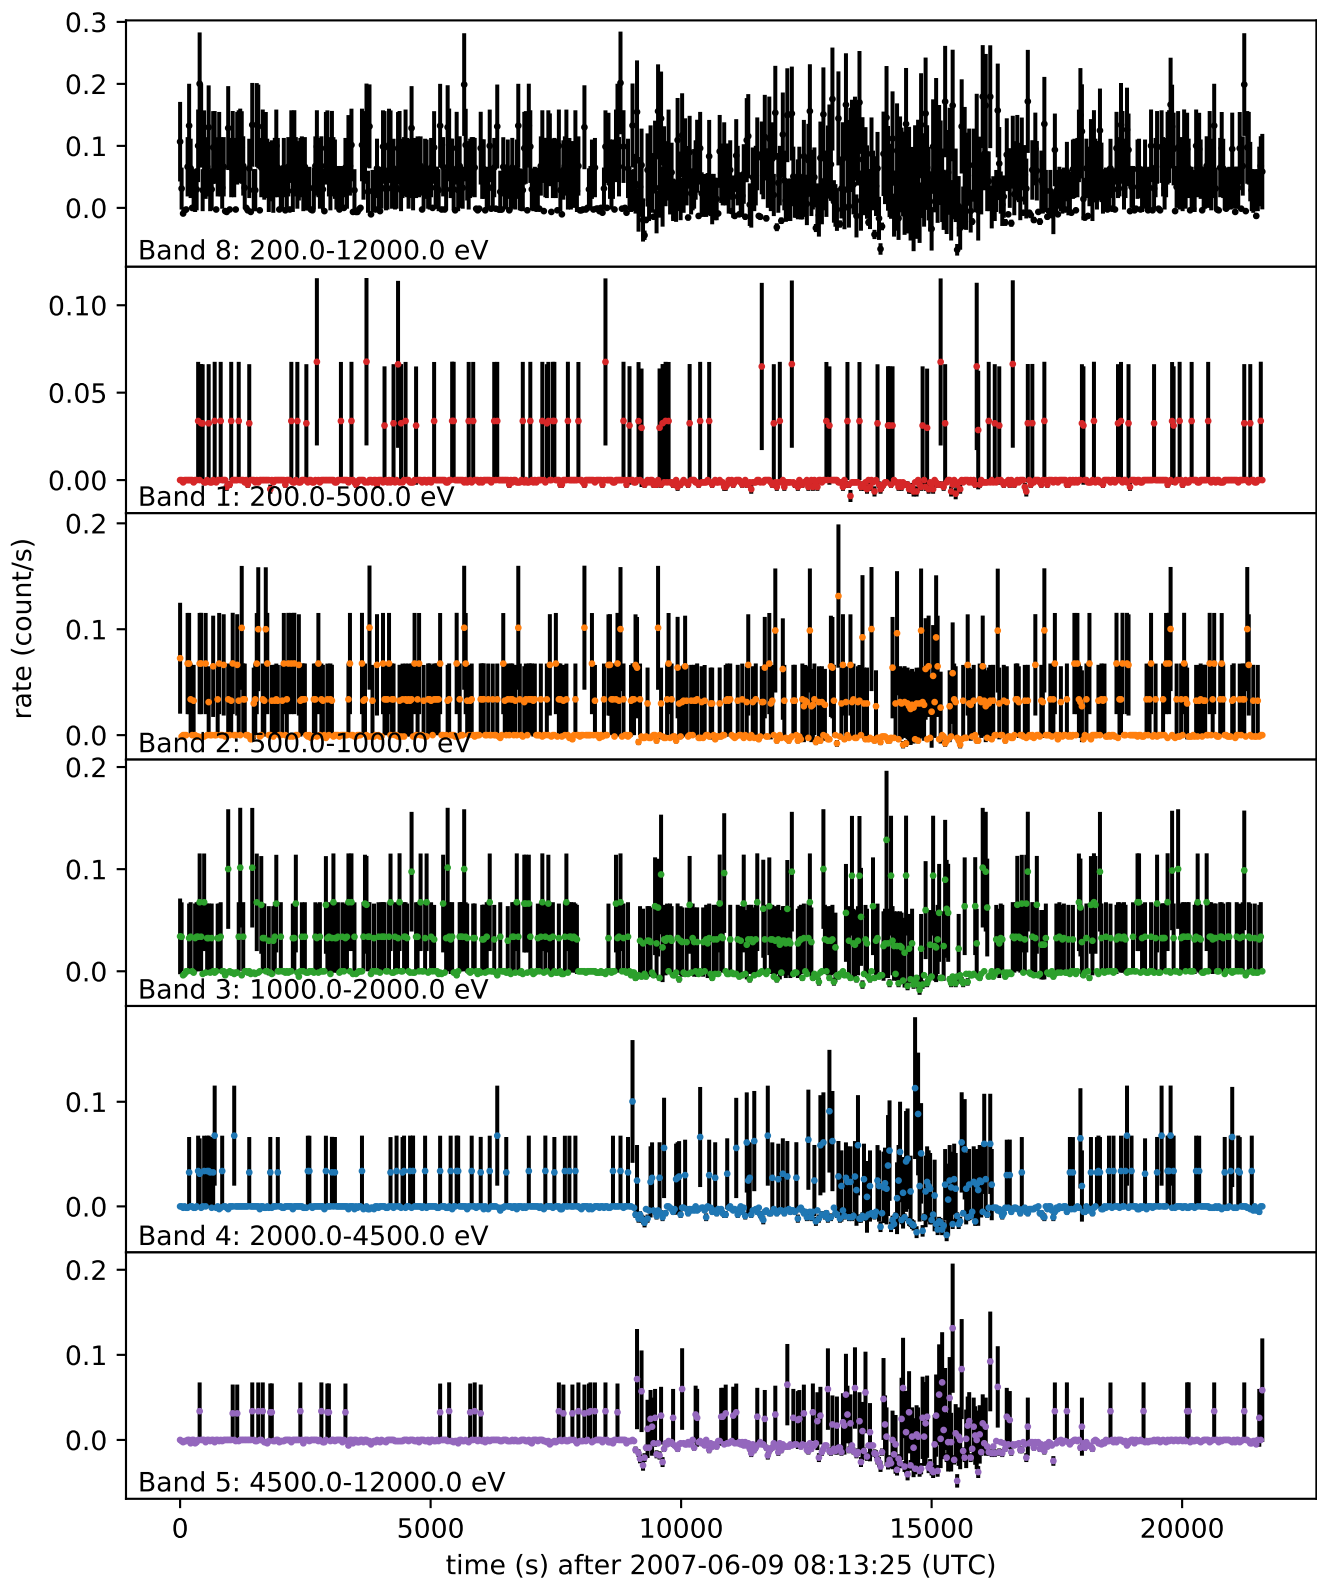 0.3
0.2
0.1
0.0
Band 8: 200.0-12000.0 eV
0.10
0.05
0.00
Band 1: 200.0-500.0 eV
rate (count/s)
0.2
0.1
0.0
Band 2: 500.0-1000.0 eV
0.2
0.1
0.0
Band 3: 1000.0-2000.0 eV
0.1
0.0
Band 4: 2000.0-4500.0 eV
0.2
0.1
0.0
Band 5: 4500.0-12000.0 eV
0 5000 10000 15000 20000
time (s) after 2007-06-09 08:13:25 (UTC)